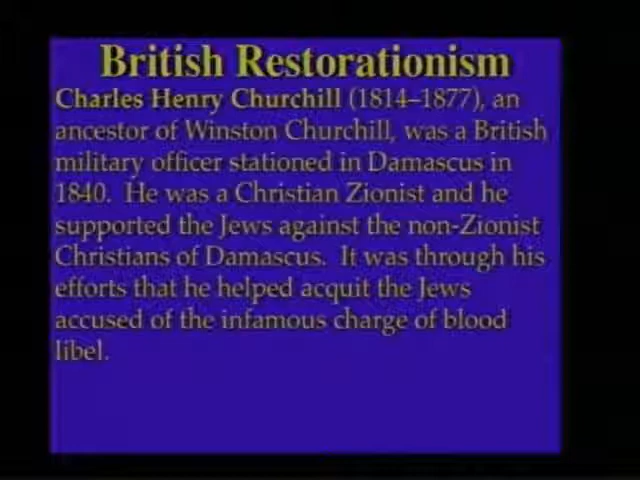 British Restorationism
Charles Henry Churchill (1814–1877), an
ancestor of Winston Churchill, was a British
military officer stationed in Damascus in
1840. He was a Christian Zionist and he
supported the Jews against the non-Zionist
Christians of Damascus. It was through his
efforts that he helped acquit the Jews
accused of the infamous charge of blood
libel.